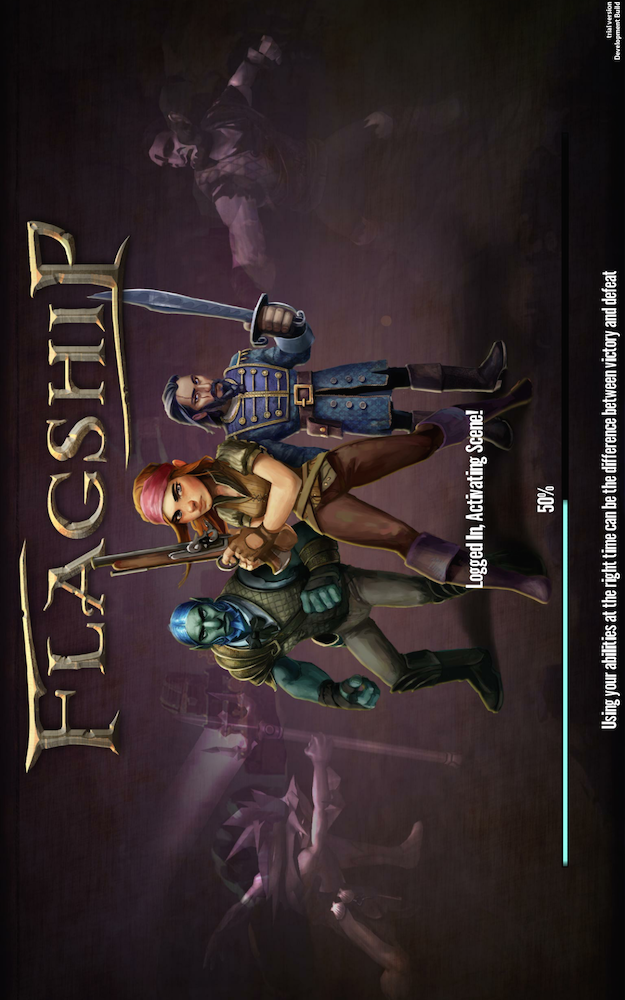 trial version
Development Build
FLAGSHIP
Logged In, Activating Scene!
50%
Using your abilities at the right time can be the difference between victory and defeat